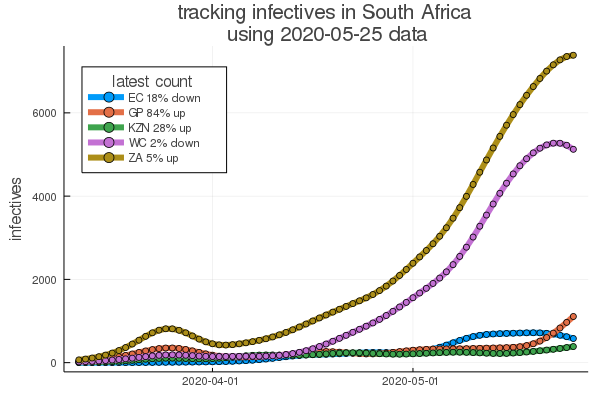 tracking infectives in South Africa
using 2020-05-25 data
latest count
EC 18% down
GP 84% up
KZN 28% up
WC 2% down
ZA 5% up
infectives
6000
4000
2000
0
2020-04-01 2020-05-01